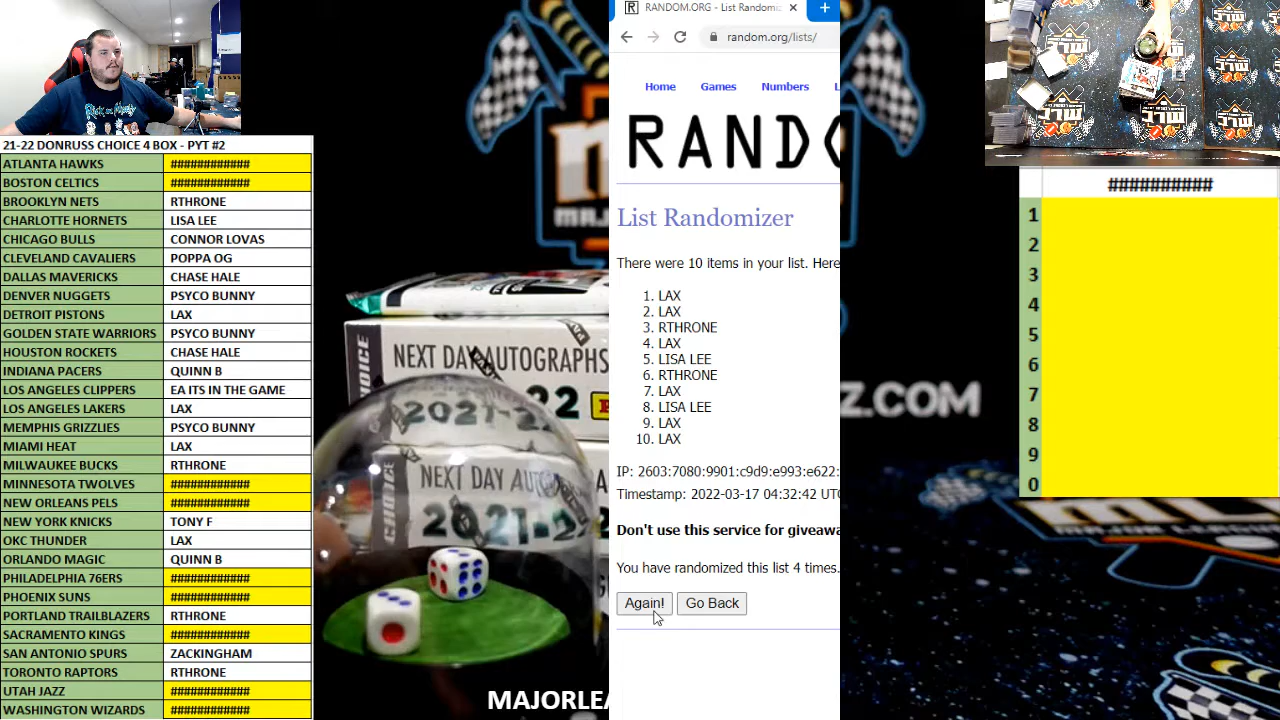 21-22 DONRUSS CHOICE 4 BOX - PYT #2
ATLANTA HAWKS ############
BOSTON CELTICS ############
BROOKLYN NETS RTHRONE
CHARLOTTE HORNETS LISA LEE
CHICAGO BULLS CONNOR LOVAS
CLEVELAND CAVALIERS POPPA OG
DALLAS MAVERICKS CHASE HALE
DENVER NUGGETS PSYCO BUNNY
DETROIT PISTONS LAX
GOLDEN STATE WARRIORS PSYCO BUNNY
HOUSTON ROCKETS CHASE HALE
INDIANA PACERS QUINN B
LOS ANGELES CLIPPERS EA ITS IN THE GAME
LOS ANGELES LAKERS LAX
MEMPHIS GRIZZLIES PSYCO BUNNY
MIAMI HEAT LAX
MILWAUKEE BUCKS RTHRONE
MINNESOTA TWOLVES ############
NEW ORLEANS PELS ############
NEW YORK KNICKS TONY F
OKC THUNDER LAX
ORLANDO MAGIC QUINN B
PHILADELPHIA 76ERS ############
PHOENIX SUNS ############
PORTLAND TRAILBLAZERS RTHRONE
SACRAMENTO KINGS ############
SAN ANTONIO SPURS ZACKINGHAM
TORONTO RAPTORS RTHRONE
UTAH JAZZ ############
WASHINGTON WIZARDS ############
NEXT DAY AUTOGRAPHS
22
2021-2
CHOICE
NEXT DAY AUTO
2021-2
MAJORLEA
RANDOM.ORG - List Randomiz
random.org/lists/
Home Games Numbers L
RANDO
List Randomizer
There were 10 items in your list. Here
1. LAX
2. LAX
3. RTHRONE
4. LAX
5. LISA LEE
6. RTHRONE
7. LAX
8. LISA LEE
9. LAX
10. LAX
IP: 2603:7080:9901:c9d9:e993:e622:
Timestamp: 2022-03-17 04:32:42 UTC
Don't use this service for giveawa
You have randomized this list 4 times.
Again! Go Back
Z.COM
##########
1
2
3
4
5
6
7
8
9
0